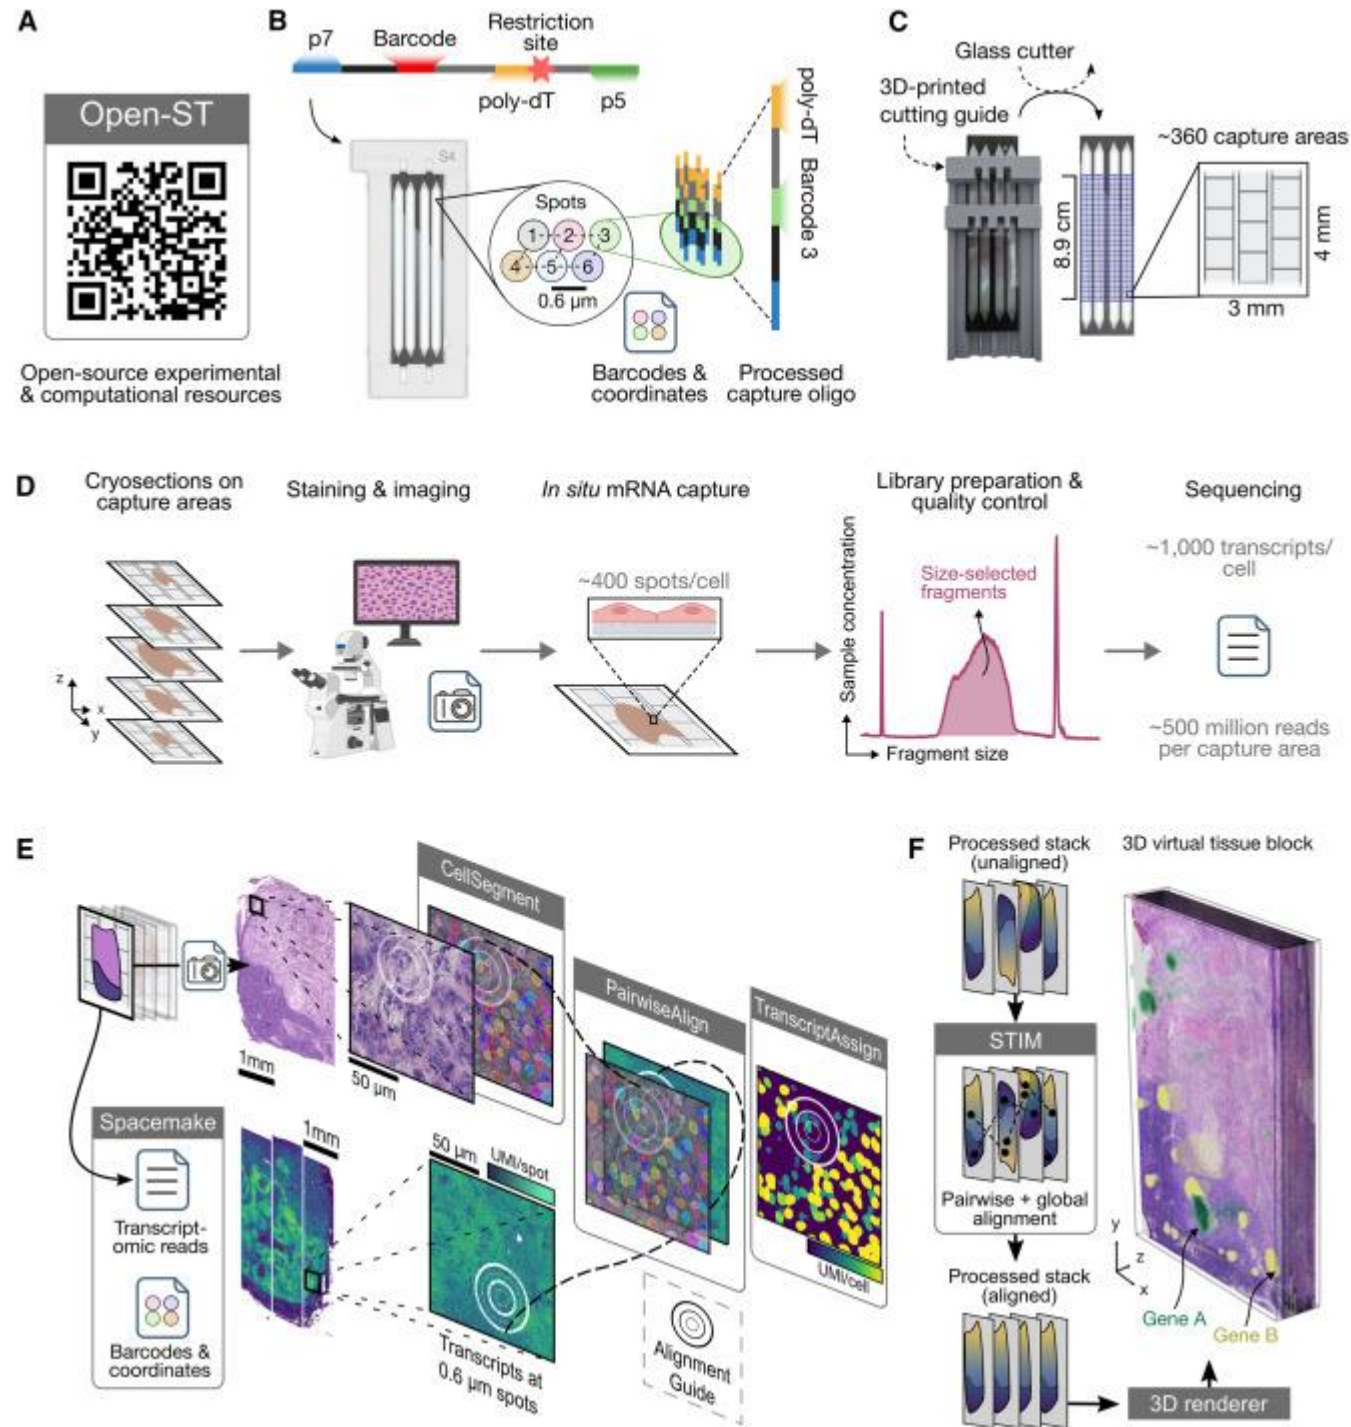 A
Open-ST
Open-source experimental
& computational resources
B
p7
Barcode
Restriction
site
poly-dT
p5
S4
Spots
1
2
3
4
5
6
0.6 µm
Barcodes &
coordinates
poly-dT Barcode 3
Processed
capture oligo
C
Glass cutter
3D-printed
cutting guide
~360 capture areas
8.9 cm
4 mm
3 mm
D
Cryosections on
capture areas
z
x
y
Staining & imaging
In situ mRNA capture
~400 spots/cell
Library preparation &
quality control
Sample concentration
Size-selected
fragments
Fragment size
Sequencing
~1,000 transcripts/
cell
~500 million reads
per capture area
E
1mm
50 µm
CellSegment
PairwiseAlign
TranscriptAssign
UMI/cell
Spacemake
Transcript-
omic reads
Barcodes &
coordinates
1mm
50 µm
UMI/spot
Transcripts at
0.6 µm spots
Alignment
Guide
F
Processed stack
(unaligned)
STIM
Pairwise + global
alignment
Processed stack
(aligned)
3D virtual tissue block
y
z
x
Gene A
Gene B
3D renderer